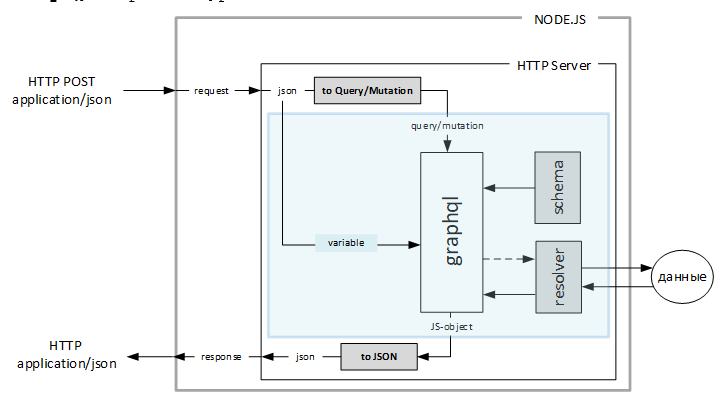 NODE.JS
HTTP Server
HTTP POST
application/json
request
json
to Query/Mutation
query/mutation
graphql
schema
variable
resolver
данные
JS-object
HTTP
application/json
response
json
to JSON